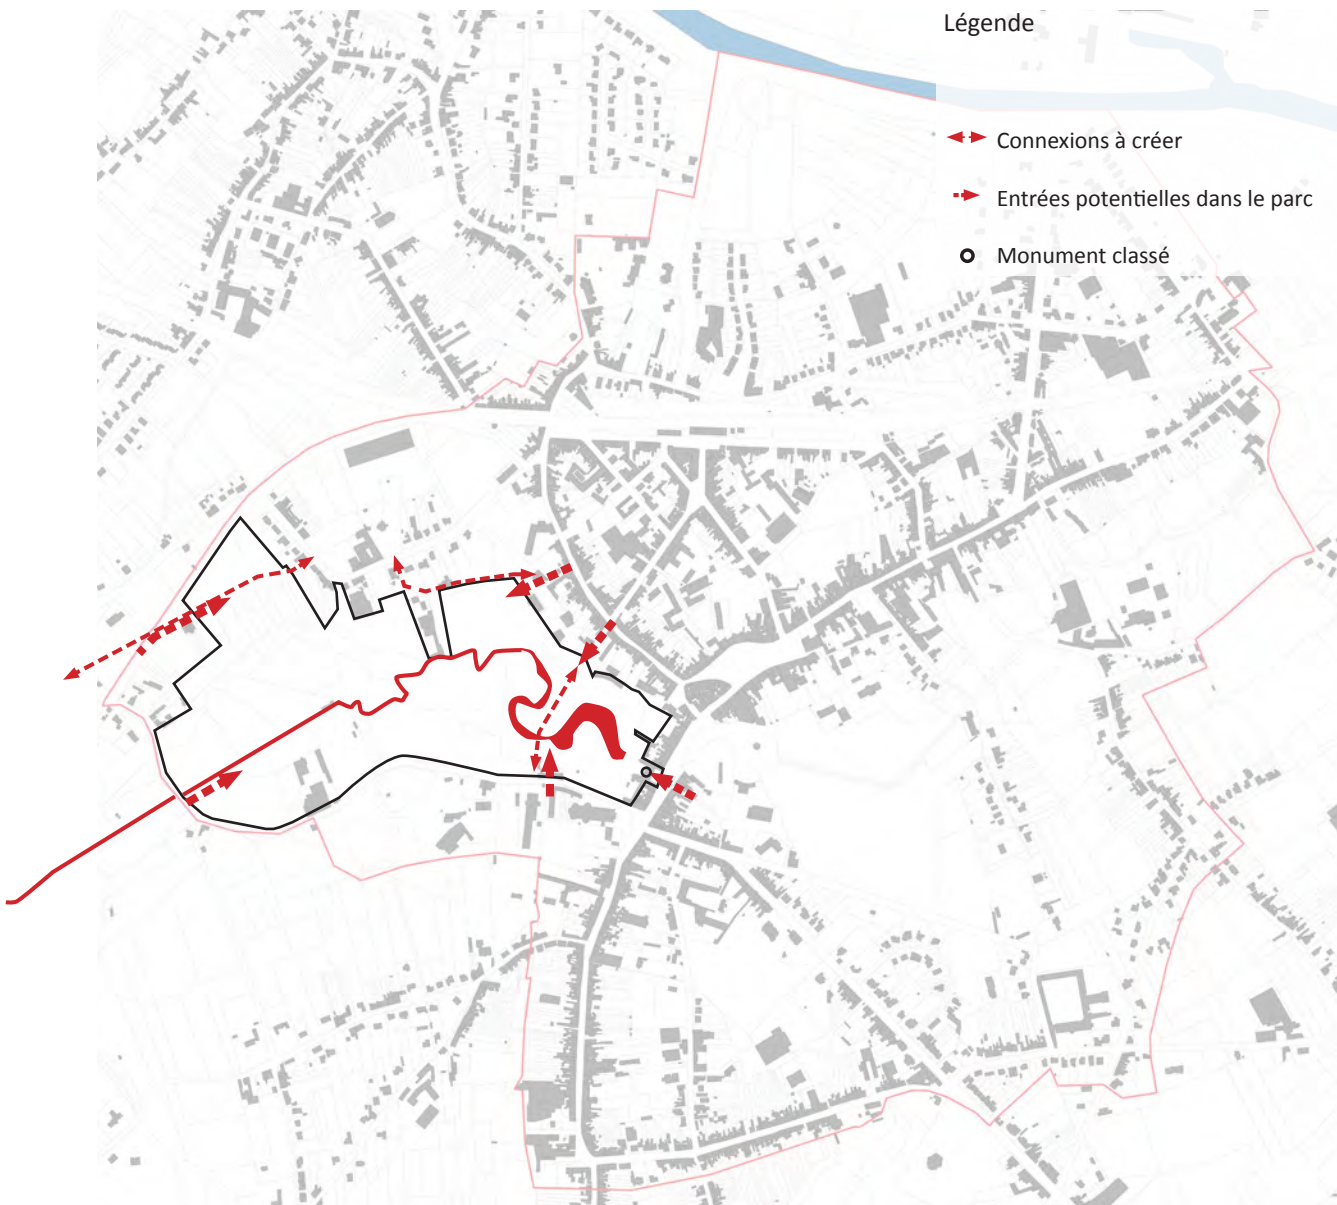 Légende
Connexions à créer
Entrées potentielles dans le parc
Monument classé